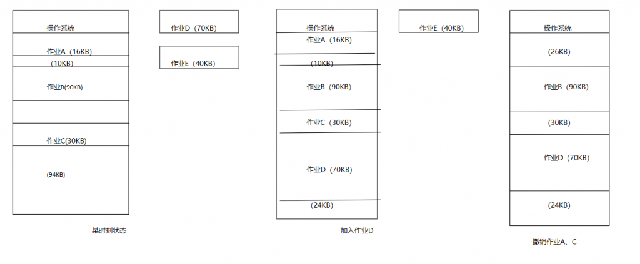 操作系统
作业A (16KB)
(10KB)
作业B(90KB)
作业C(30KB)
(94KB)
某时刻状态
作业D (70KB)
作业E (40KB)
操作系统
作业A (16KB)
(10KB)
作业B (90KB)
作业C (30KB)
作业D (70KB)
(24KB)
加入作业D
作业E (40KB)
操作系统
(26KB)
作业B (90KB)
(30KB)
作业D (70KB)
(24KB)
撤销作业A、C